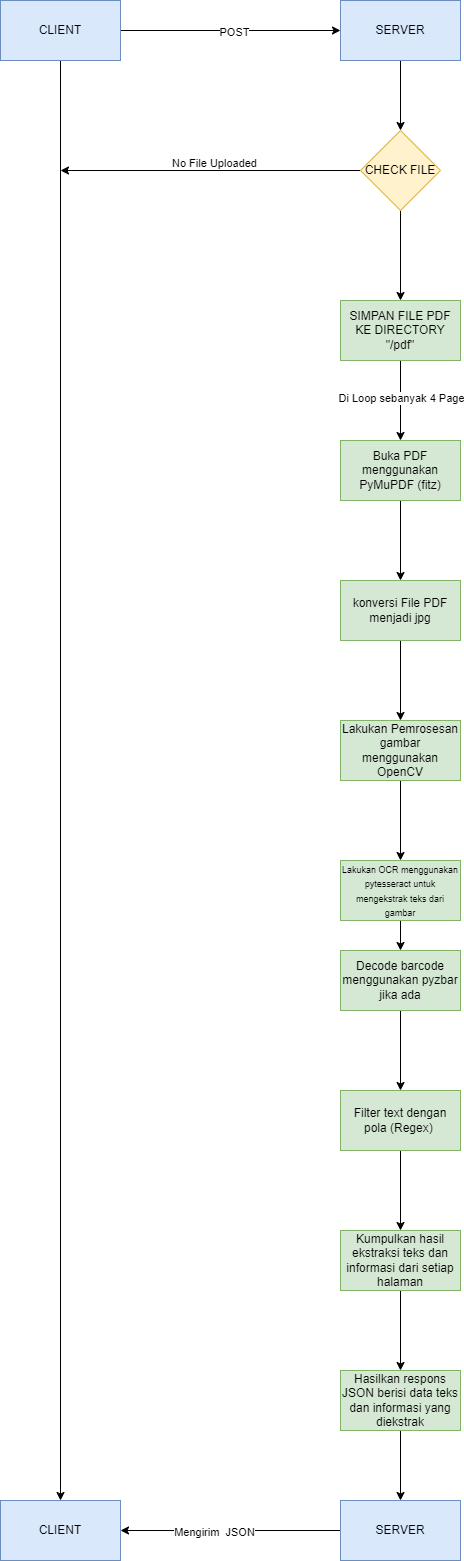 CLIENT
POST
SERVER
No File Uploaded
CHECK FILE
SIMPAN FILE PDF
KE DIRECTORY
"/pdf"
Di Loop sebanyak 4 Page
Buka PDF
menggunakan
PyMuPDF (fitz)
konversi File PDF
menjadi jpg
Lakukan Pemrosesan
gambar
menggunakan
OpenCV
Lakukan OCR menggunakan
pytesseract untuk
mengekstrak teks dari
gambar
Decode barcode
menggunakan pyzbar
jika ada
Filter text dengan
pola (Regex)
Kumpulkan hasil
ekstraksi teks dan
informasi dari setiap
halaman
Hasilkan respons
JSON berisi data teks
dan informasi yang
diekstrak
CLIENT
Mengirim JSON
SERVER